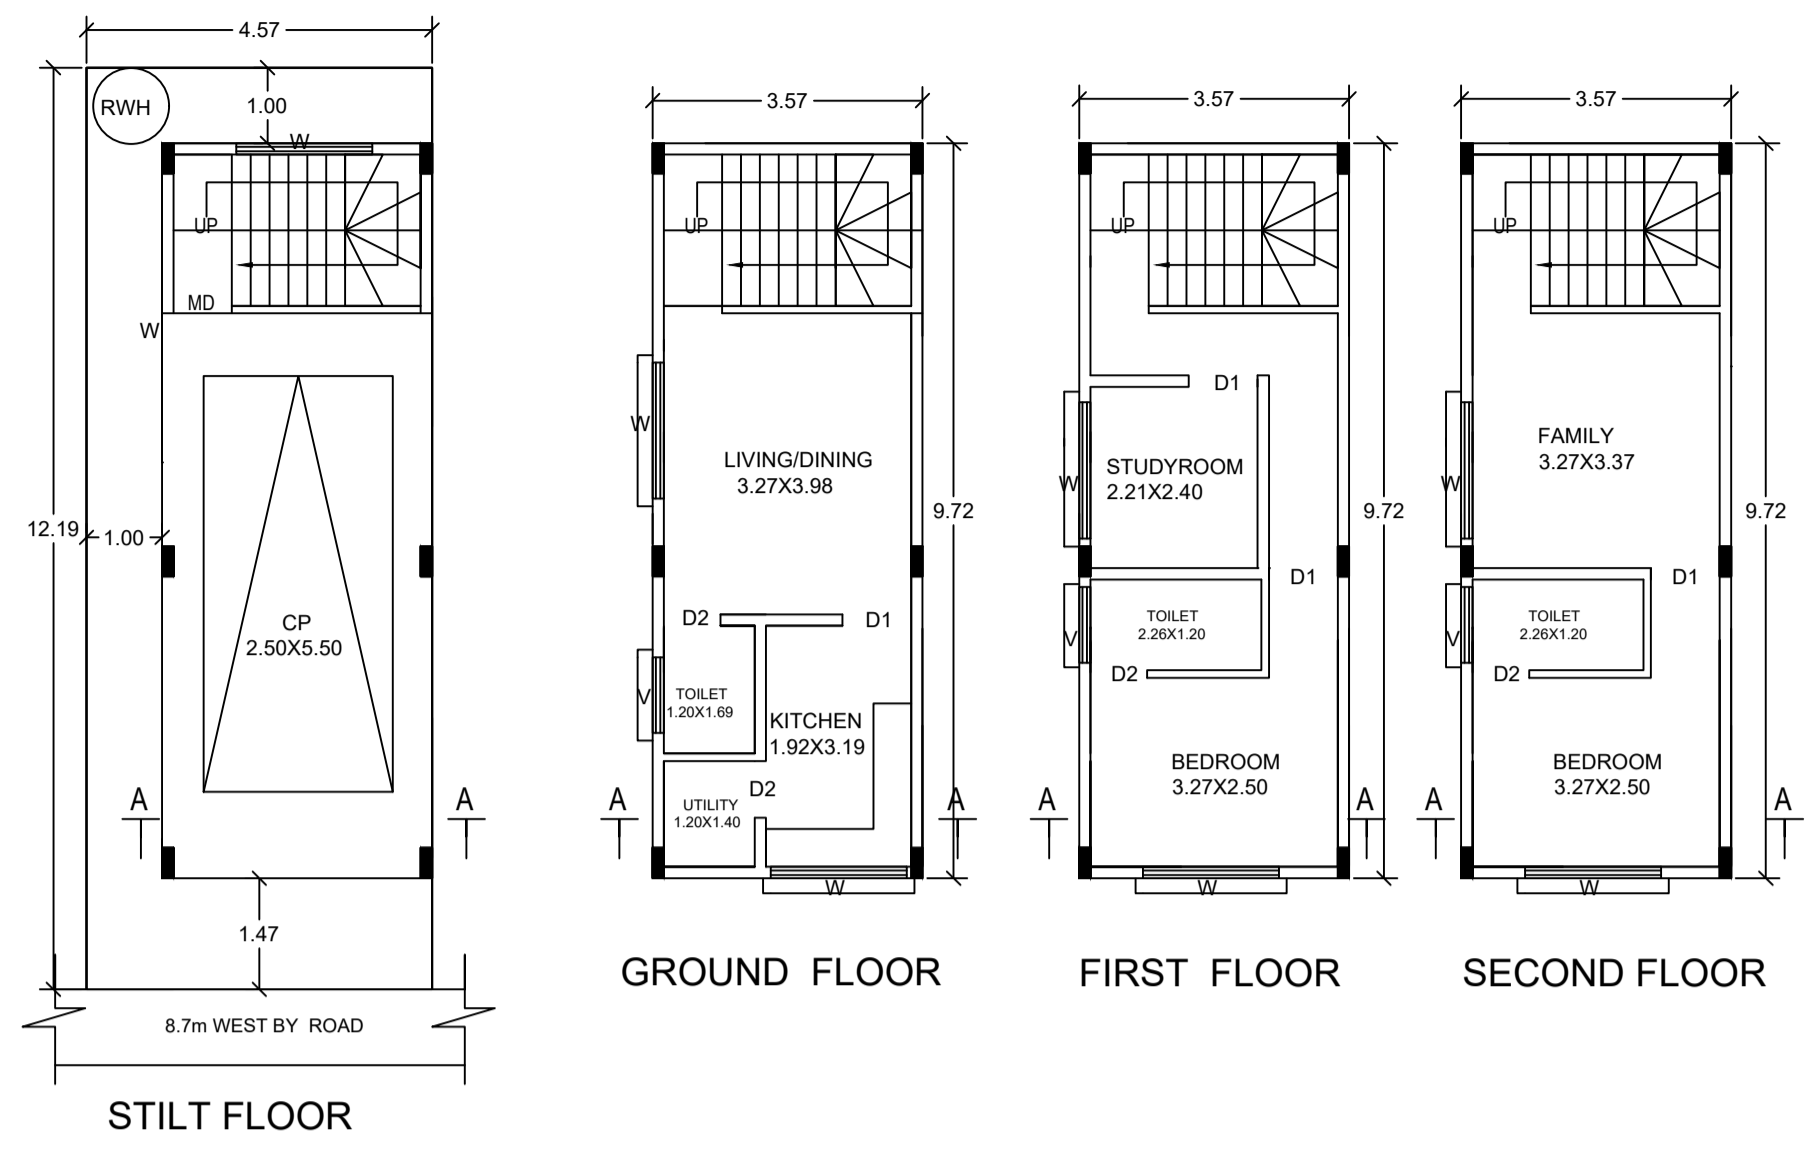 4.57
RWH
1.00
W
UP
MD
W
12.19
1.00
CP
2.50X5.50
A
A
1.47
8.7m WEST BY ROAD
STILT FLOOR
3.57
UP
W
LIVING/DINING
3.27X3.98
9.72
D2
D1
V
TOILET
1.20X1.69
KITCHEN
1.92X3.19
D2
UTILITY
1.20X1.40
A
A
W
GROUND FLOOR
3.57
UP
D1
STUDYROOM
2.21X2.40
W
9.72
D1
TOILET
2.26X1.20
V
D2
BEDROOM
3.27X2.50
A
A
W
FIRST FLOOR
3.57
UP
FAMILY
3.27X3.37
W
9.72
D1
TOILET
2.26X1.20
V
D2
BEDROOM
3.27X2.50
A
A
W
SECOND FLOOR